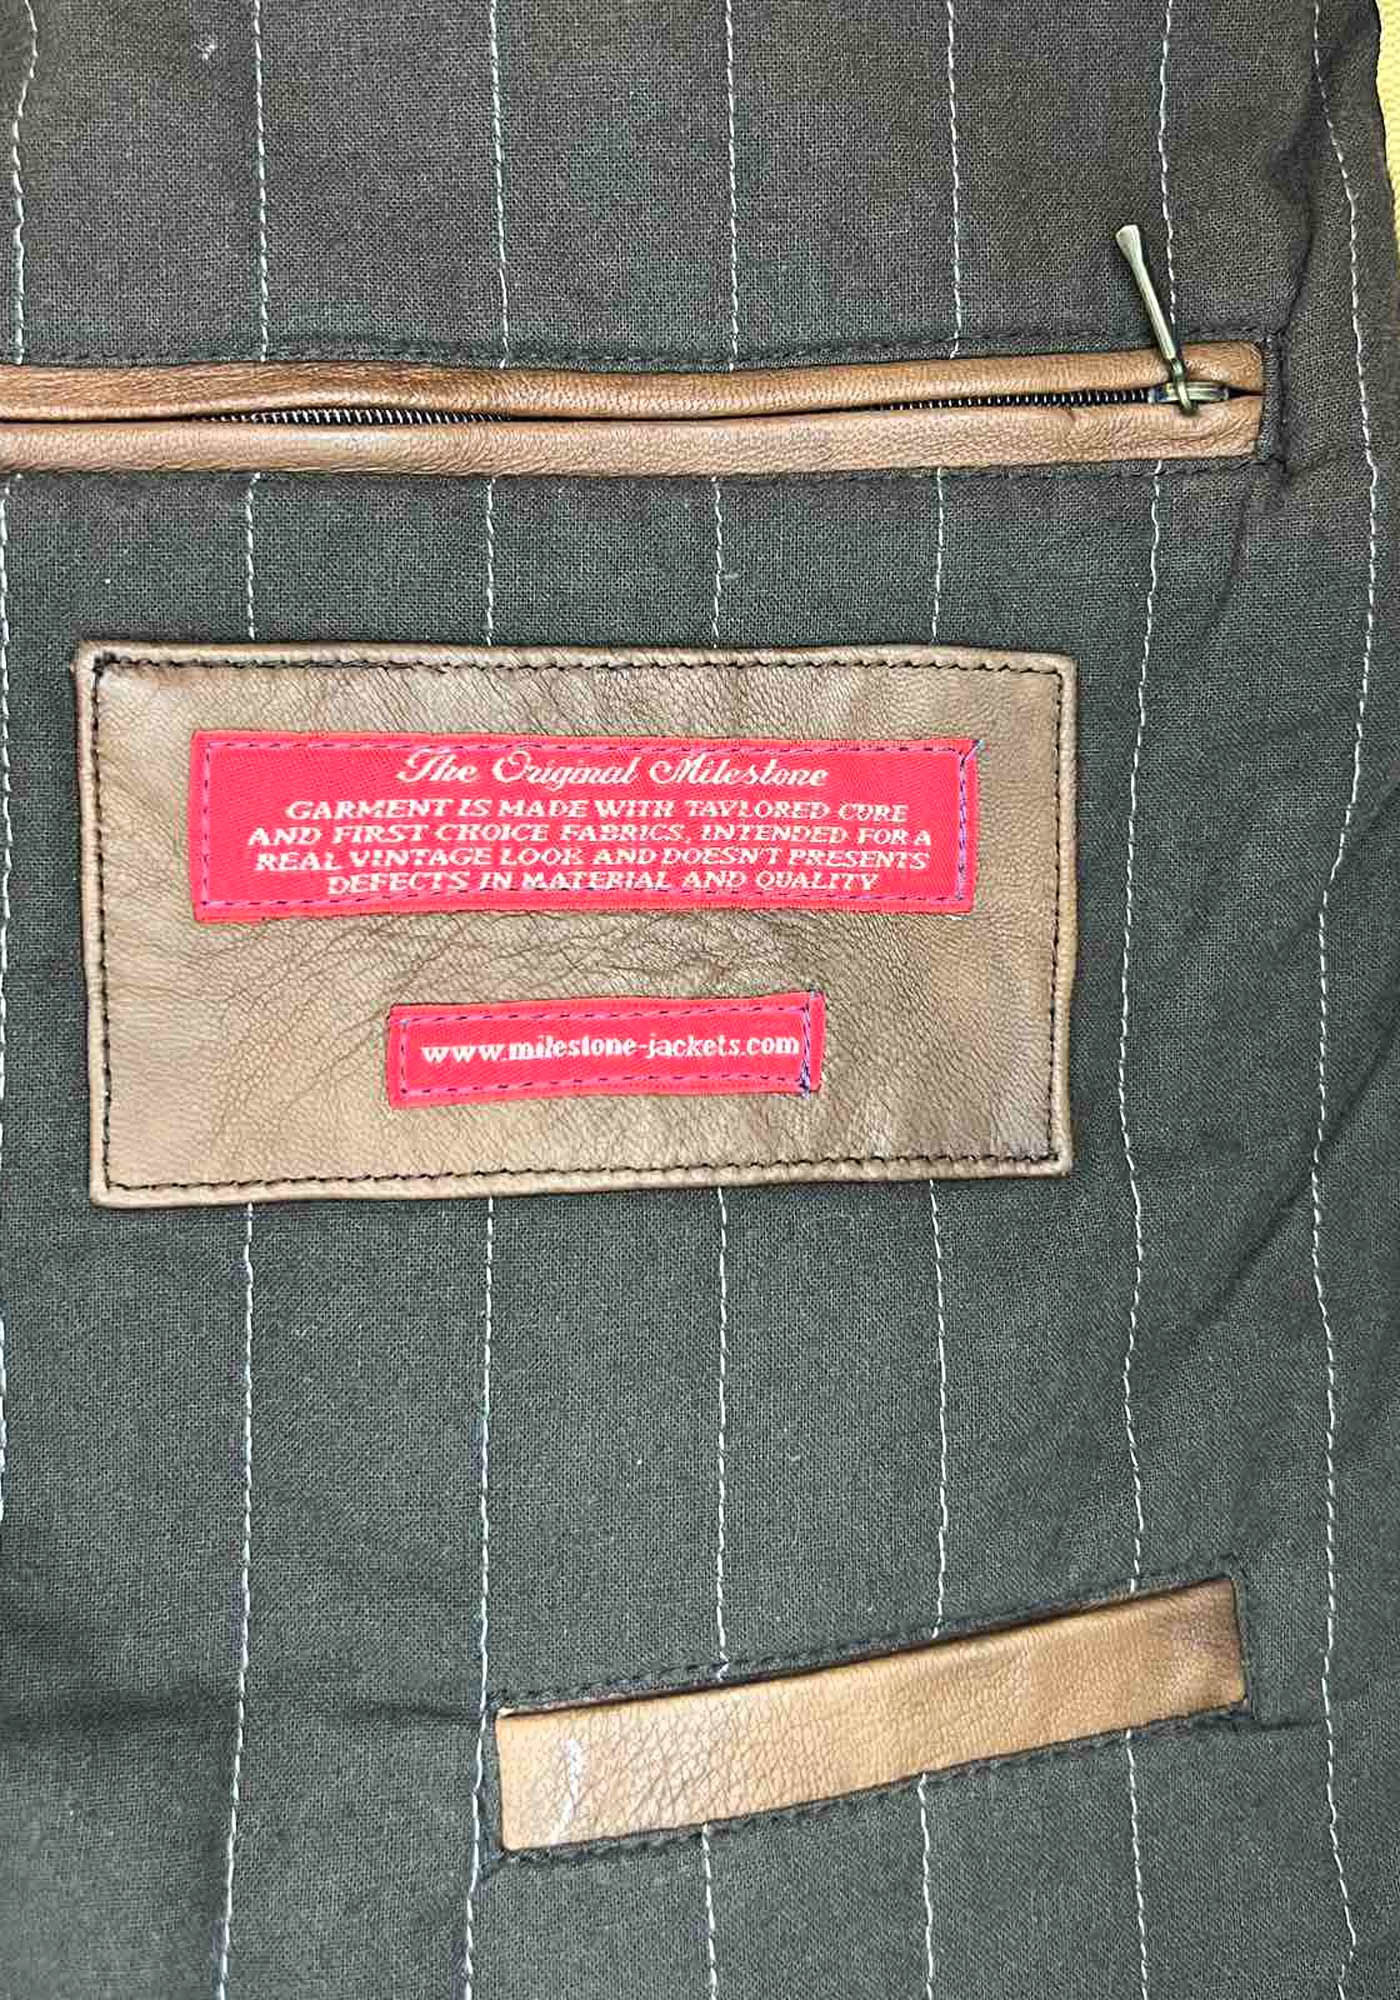 The Original Milestone
GARMENT IS MADE WITH TAYLORED CORE
AND FIRST CHOICE FABRICS, INTENDED FOR A
REAL VINTAGE LOOK AND DOESN'T PRESENTS
DEFECTS IN MATERIAL AND QUALITY
www.milestone-jackets.com